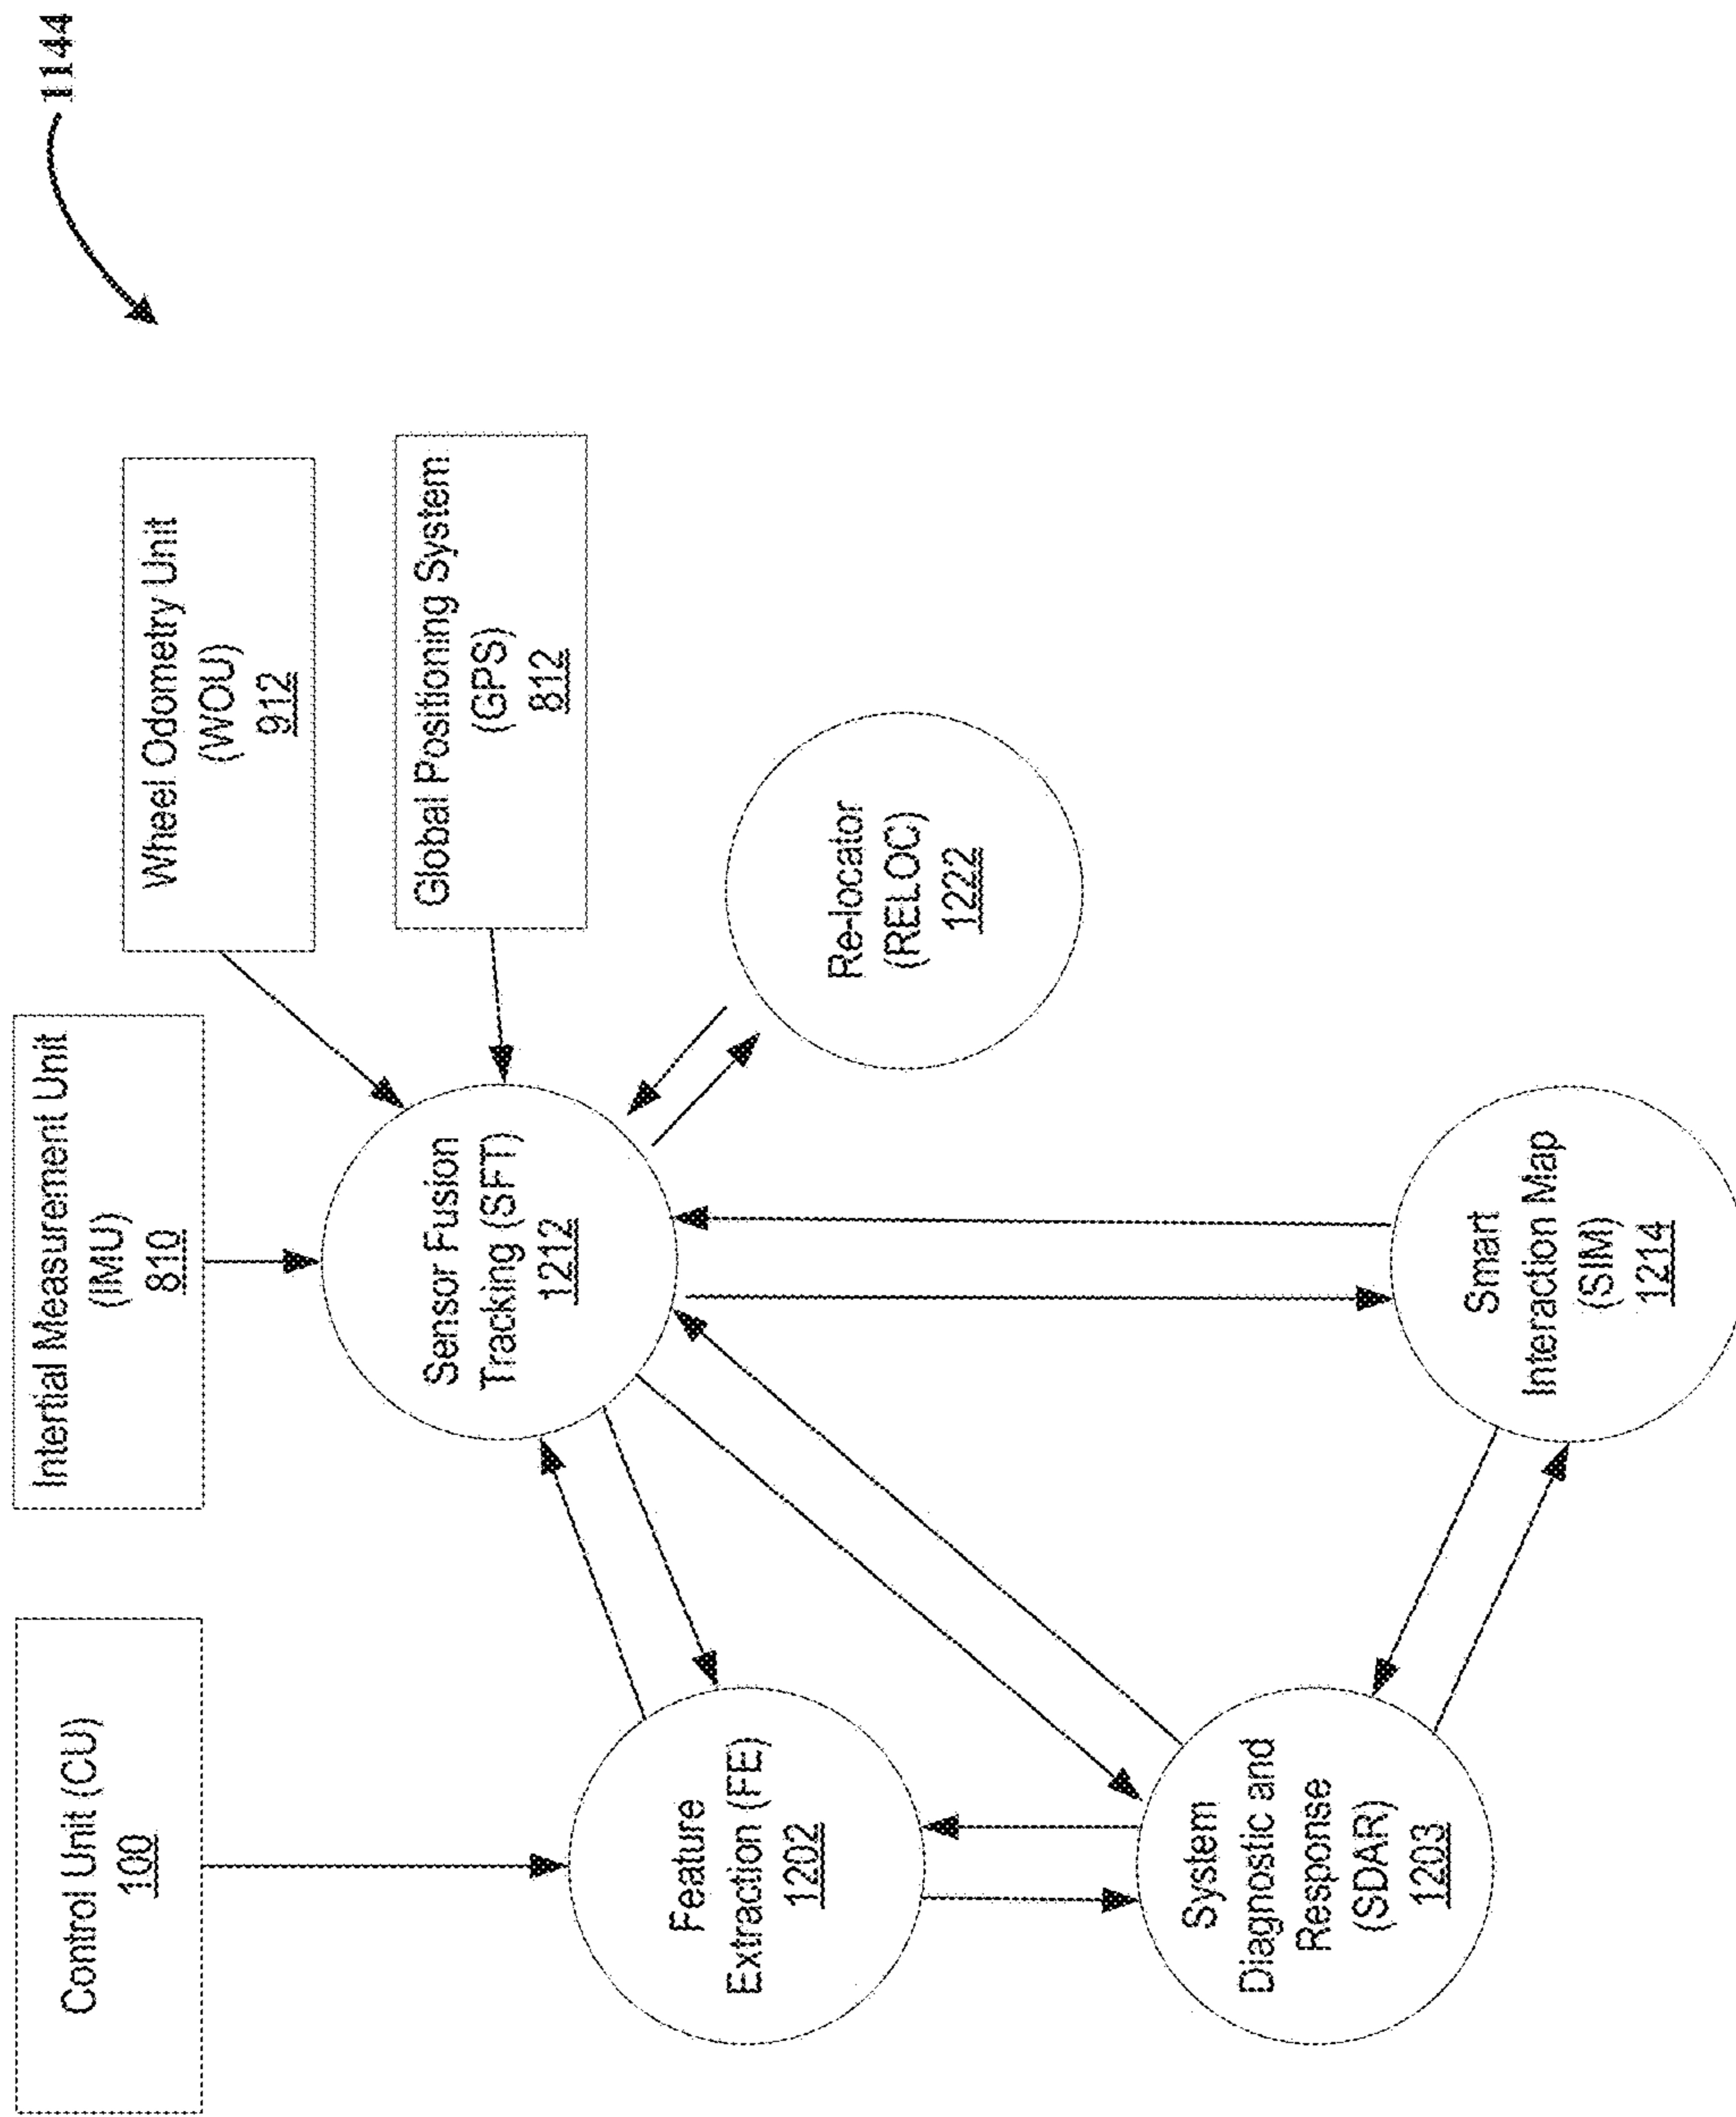 1144
Control Unit (CU)
100
Intertial Measurement Unit
(IMU)
810
Wheel Odometry Unit
(WOU)
912
Global Positioning System
(GPS)
812
Sensor Fusion
Tracking (SFT)
1212
Feature
Extraction (FE)
1202
Re-locator
(RELOC)
1222
System
Diagnostic and
Response
(SDAR)
1203
Smart
Interaction Map
(SIM)
1214